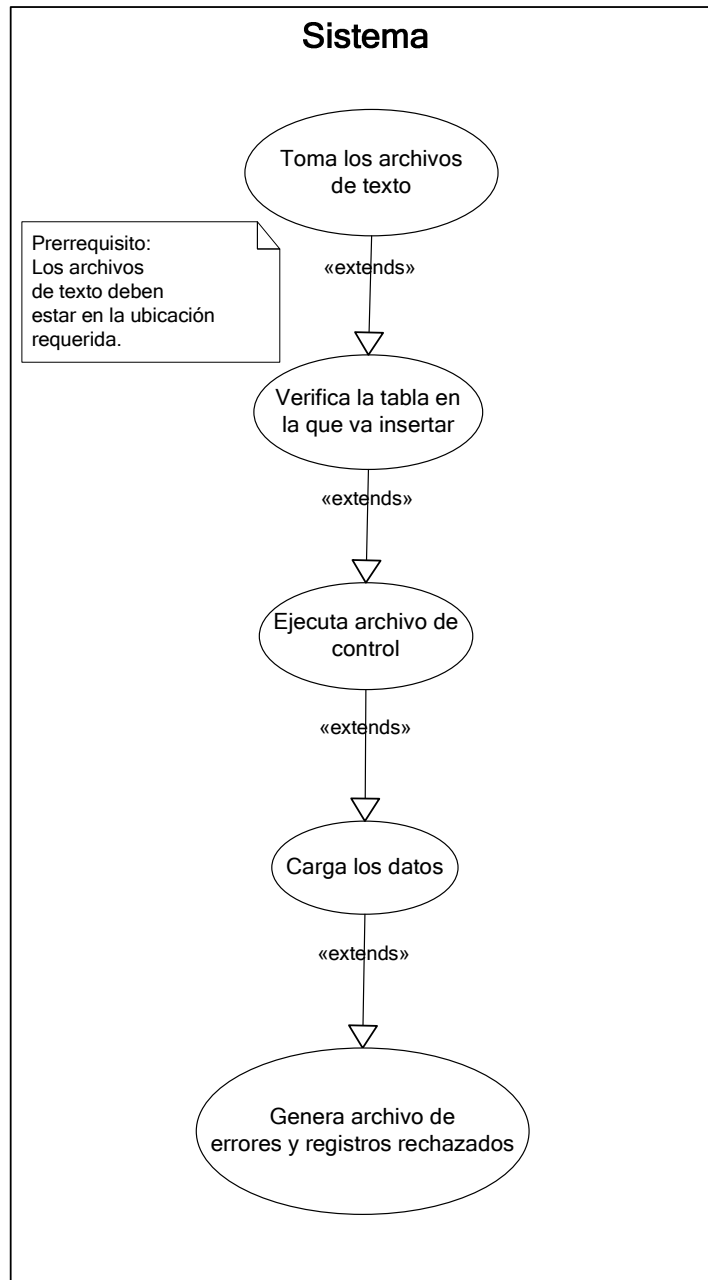 Sistema
Toma los archivos
de texto
Prerrequisito:
Los archivos
de texto deben
estar en la ubicación
requerida.
«extends»
Verifica la tabla en
la que va insertar
«extends»
Ejecuta archivo de
control
«extends»
Carga los datos
«extends»
Genera archivo de
errores y registros rechazados